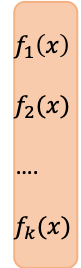 f₁(x)
f₂(x)
....
fₖ(x)